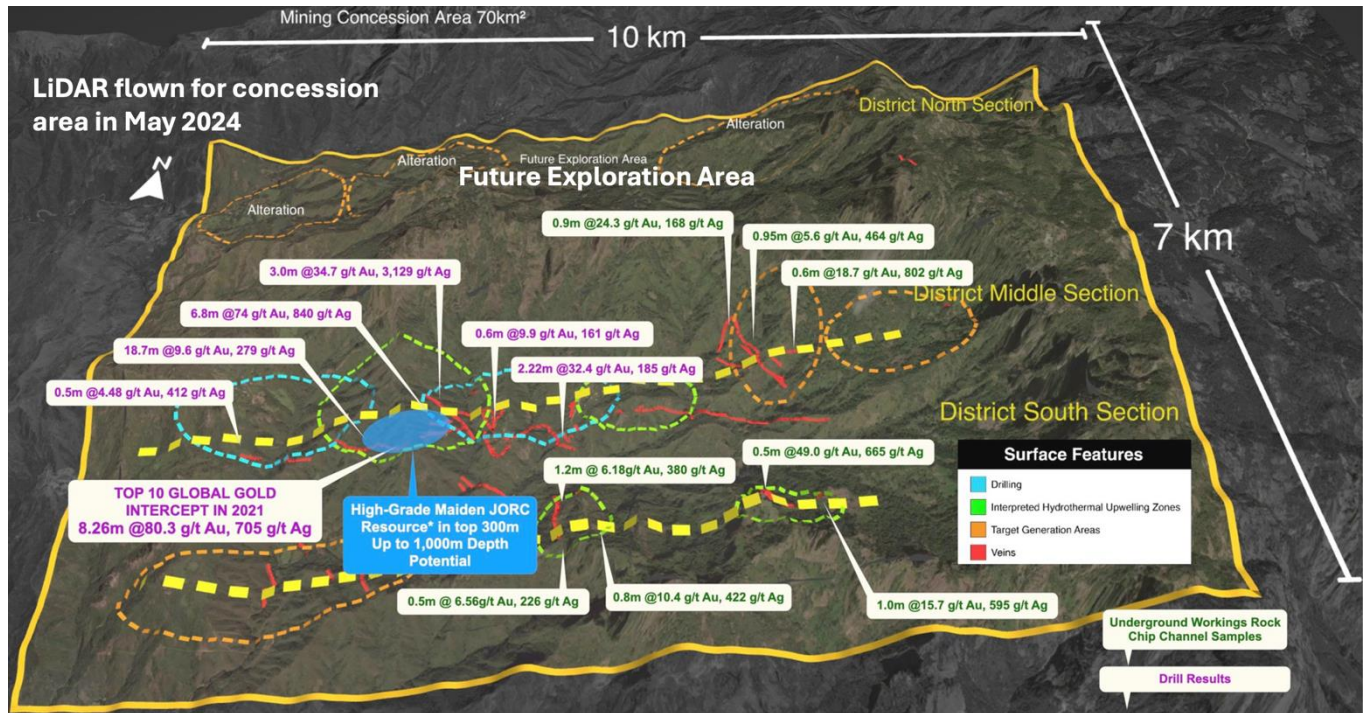 Mining Concession Area 70km²
10 km
LiDAR flown for concession
area in May 2024
N
District North Section
Alteration
Alteration
Future Exploration Area
Future Exploration Area
Alteration
7 km
0.9m @24.3 g/t Au, 168 g/t Ag
0.95m @5.6 g/t Au, 464 g/t Ag
3.0m @34.7 g/t Au, 3,129 g/t Ag
0.6m @18.7 g/t Au, 802 g/t Ag
District Middle Section
6.8m @74 g/t Au, 840 g/t Ag
0.6m @9.9 g/t Au, 161 g/t Ag
18.7m @9.6 g/t Au, 279 g/t Ag
2.22m @32.4 g/t Au, 185 g/t Ag
0.5m @4.48 g/t Au, 412 g/t Ag
District South Section
0.5m @49.0 g/t Au, 665 g/t Ag
1.2m @ 6.18g/t Au, 380 g/t Ag
TOP 10 GLOBAL GOLD
INTERCEPT IN 2021
8.26m @80.3 g/t Au, 705 g/t Ag
High-Grade Maiden JORC
Resource* in top 300m
Up to 1,000m Depth
Potential
Surface Features
Drilling
Interpreted Hydrothermal Upwelling Zones
Target Generation Areas
Veins
0.5m @ 6.56g/t Au, 226 g/t Ag
0.8m @10.4 g/t Au, 422 g/t Ag
1.0m @15.7 g/t Au, 595 g/t Ag
Underground Workings Rock
Chip Channel Samples
Drill Results